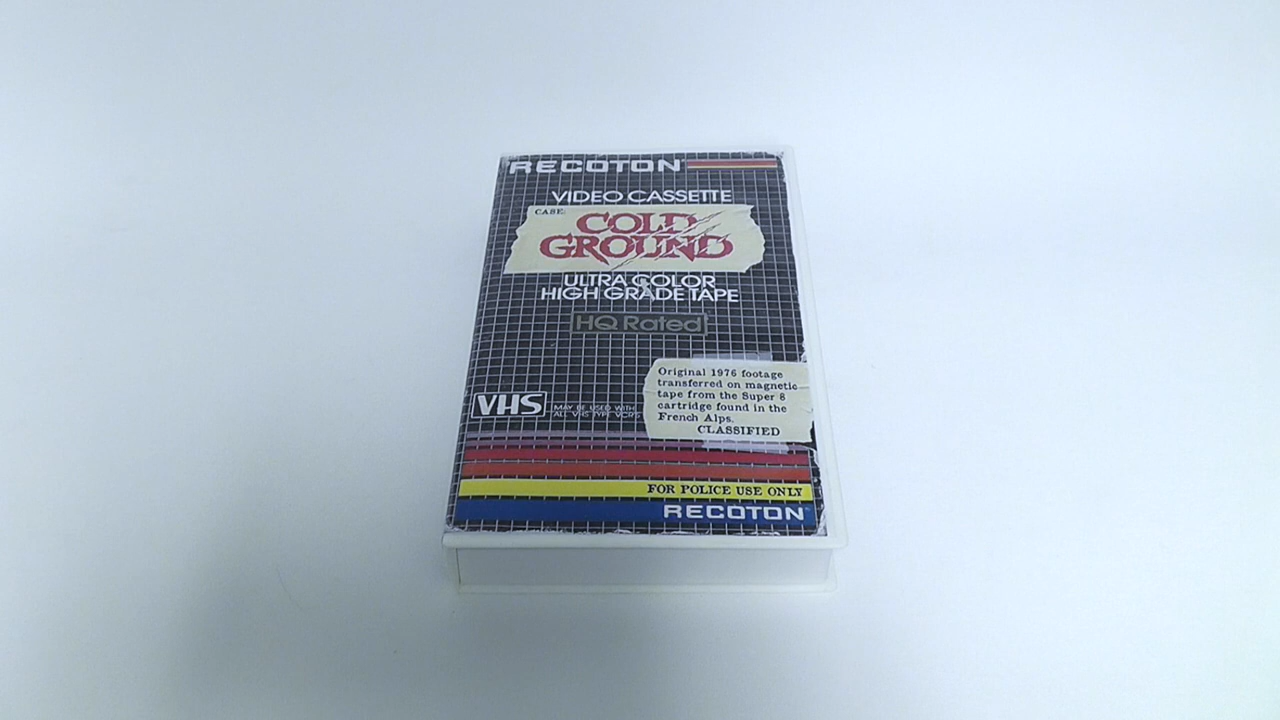 RECOTON
VIDEO CASSETTE
CASE:
COLD
GROUND
ULTRA COLOR
HIGH GRADE TAPE
HQ Rated
Original 1976 footage
transferred on magnetic
tape from the Super 8
cartridge found in the
French Alps.
CLASSIFIED
VHS
MAY BE USED WITH
ALL VHS TYPE VCR'S
FOR POLICE USE ONLY
RECOTON